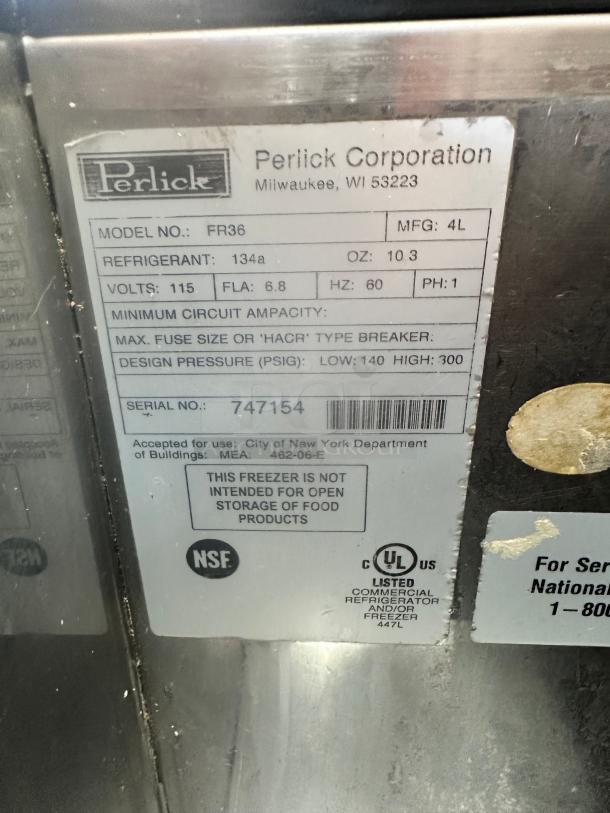 Perlick
Perlick Corporation
Milwaukee, WI 53223
MODEL NO.: FR36 MFG: 4L
REFRIGERANT: 134a OZ: 10.3
VOLTS: 115 FLA: 6.8 HZ: 60 PH: 1
MINIMUM CIRCUIT AMPACITY:
MAX. FUSE SIZE OR 'HACR' TYPE BREAKER:
DESIGN PRESSURE (PSIG): LOW: 140 HIGH: 300
SERIAL NO.: 747154
Accepted for use: City of New York Department
of Buildings: MEA: 462-06-E
THIS FREEZER IS NOT
INTENDED FOR OPEN
STORAGE OF FOOD
PRODUCTS
NSF
C UL US
LISTED
COMMERCIAL
REFRIGERATOR
AND/OR
FREEZER
447L
For Ser
National
1-800